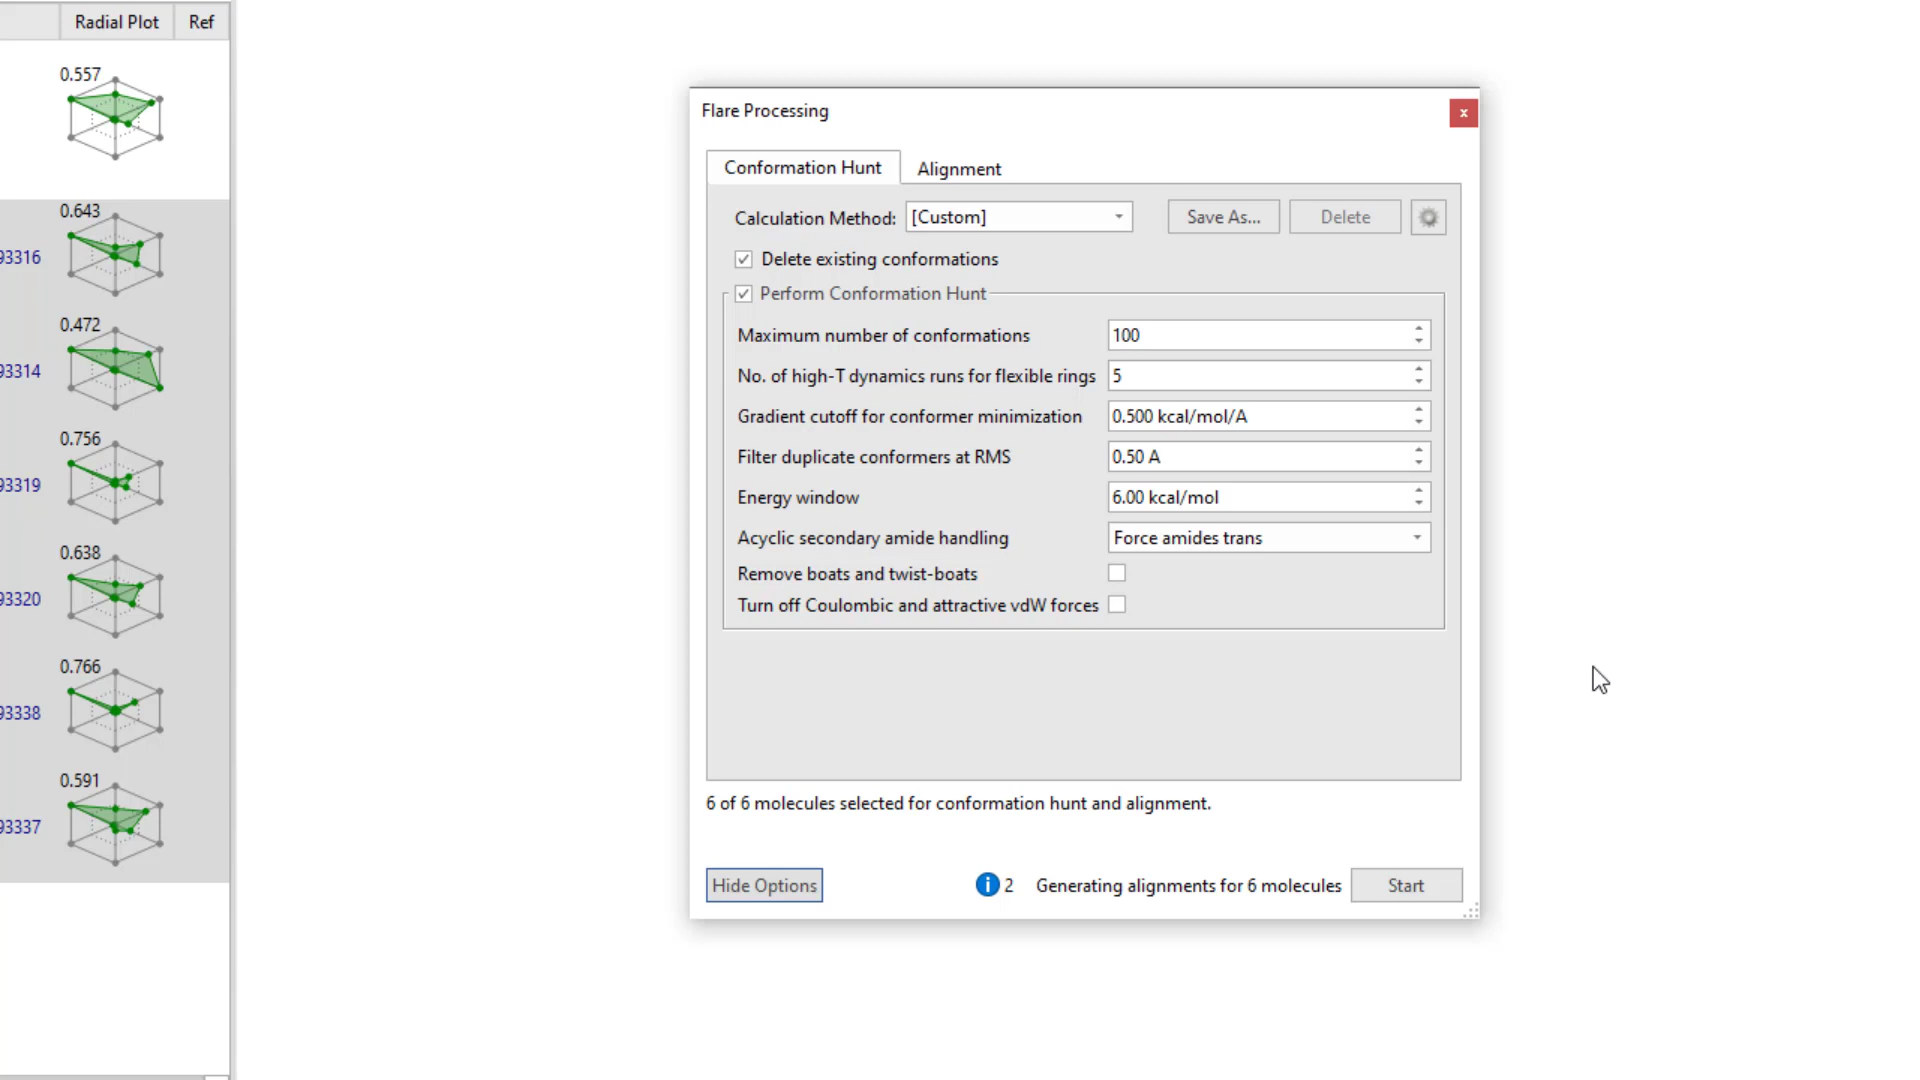 Radial Plot Ref
0.557
0.643
93316
0.472
93314
0.756
93319
0.638
93320
0.766
93338
0.591
93337
Flare Processing
x
Conformation Hunt Alignment
Calculation Method: [Custom] Save As... Delete
Delete existing conformations
Perform Conformation Hunt
Maximum number of conformations 100
No. of high-T dynamics runs for flexible rings 5
Gradient cutoff for conformer minimization 0.500 kcal/mol/A
Filter duplicate conformers at RMS 0.50 A
Energy window 6.00 kcal/mol
Acyclic secondary amide handling Force amides trans
Remove boats and twist-boats
Turn off Coulombic and attractive vdW forces
6 of 6 molecules selected for conformation hunt and alignment.
Hide Options i 2 Generating alignments for 6 molecules Start